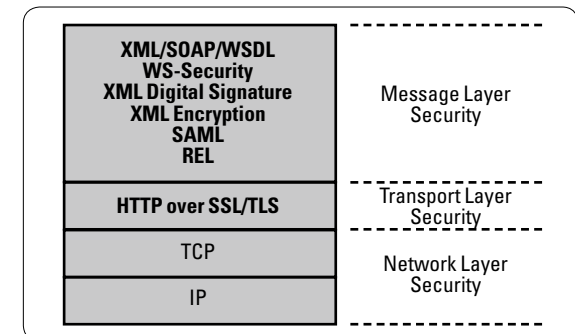 XML/SOAP/WSDL
WS-Security
XML Digital Signature
XML Encryption
SAML
REL
Message Layer
Security
HTTP over SSL/TLS
Transport Layer
Security
TCP
IP
Network Layer
Security